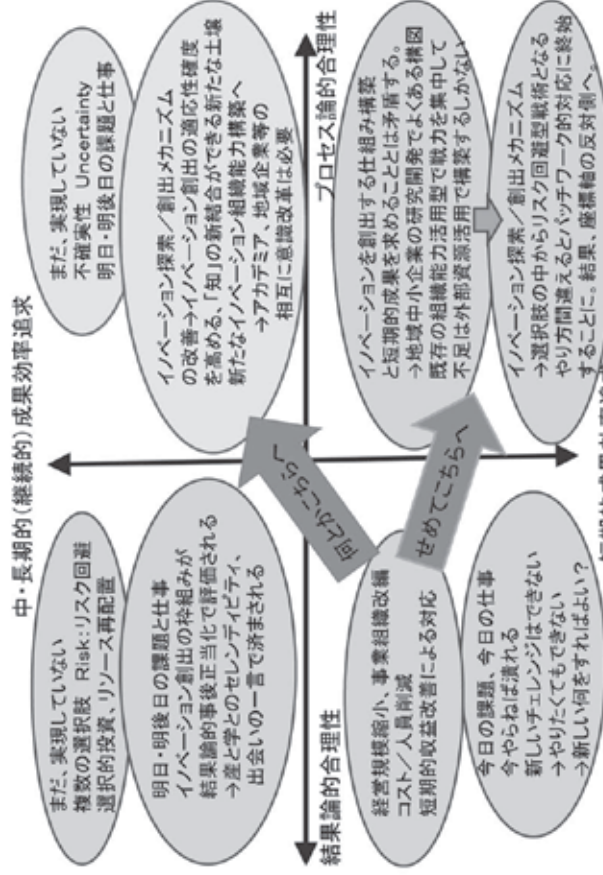 中・長期的(継続的)成果効率追求
まだ、実現していない
複数の選択肢 Risk:リスク回避
選択的投資、リソース再配置
明日・明後日の課題と仕事
イノベーション創出の枠組みが
結果論的事後正当化で評価される
→産と学とのセレンディピティ、
出会いの一言で済まされる
まだ、実現していない
不確実性 Uncertainty
明日・明後日の課題と仕事
イノベーション探索/創出メカニズム
の改善→イノベーション創出の適応性確度
を高める、「知」の新結合ができる新たな土壌
新たなイノベーション組織能力構築へ
→アカデミア、地域企業等の
相互に意識改革は必要
結果論的合理性
プロセス論的合理性
何とかこちらへ
せめてこちらへ
経営規模縮小、事業組織改編
コスト/人員削減
短期的収益改善による対応
今日の課題、今日の仕事
今やらねば潰れる
新しいチェレンジはできない
→やりたくてもできない
→新しい何をすればよい?
イノベーションを創出する仕組み構築
と短期的成果を求めることは矛盾する。
→地域中小企業の研究開発でよくある構図
既存の組織能力活用型で戦力を集中して
不足は外部資源活用で構築するしかない
イノベーション探索/創出メカニズム
→選択肢の中からリスク回避型戦術となる
やり方間違えるとパッチワーク的対応に終始
することに。結果、座標軸の反対側へ。